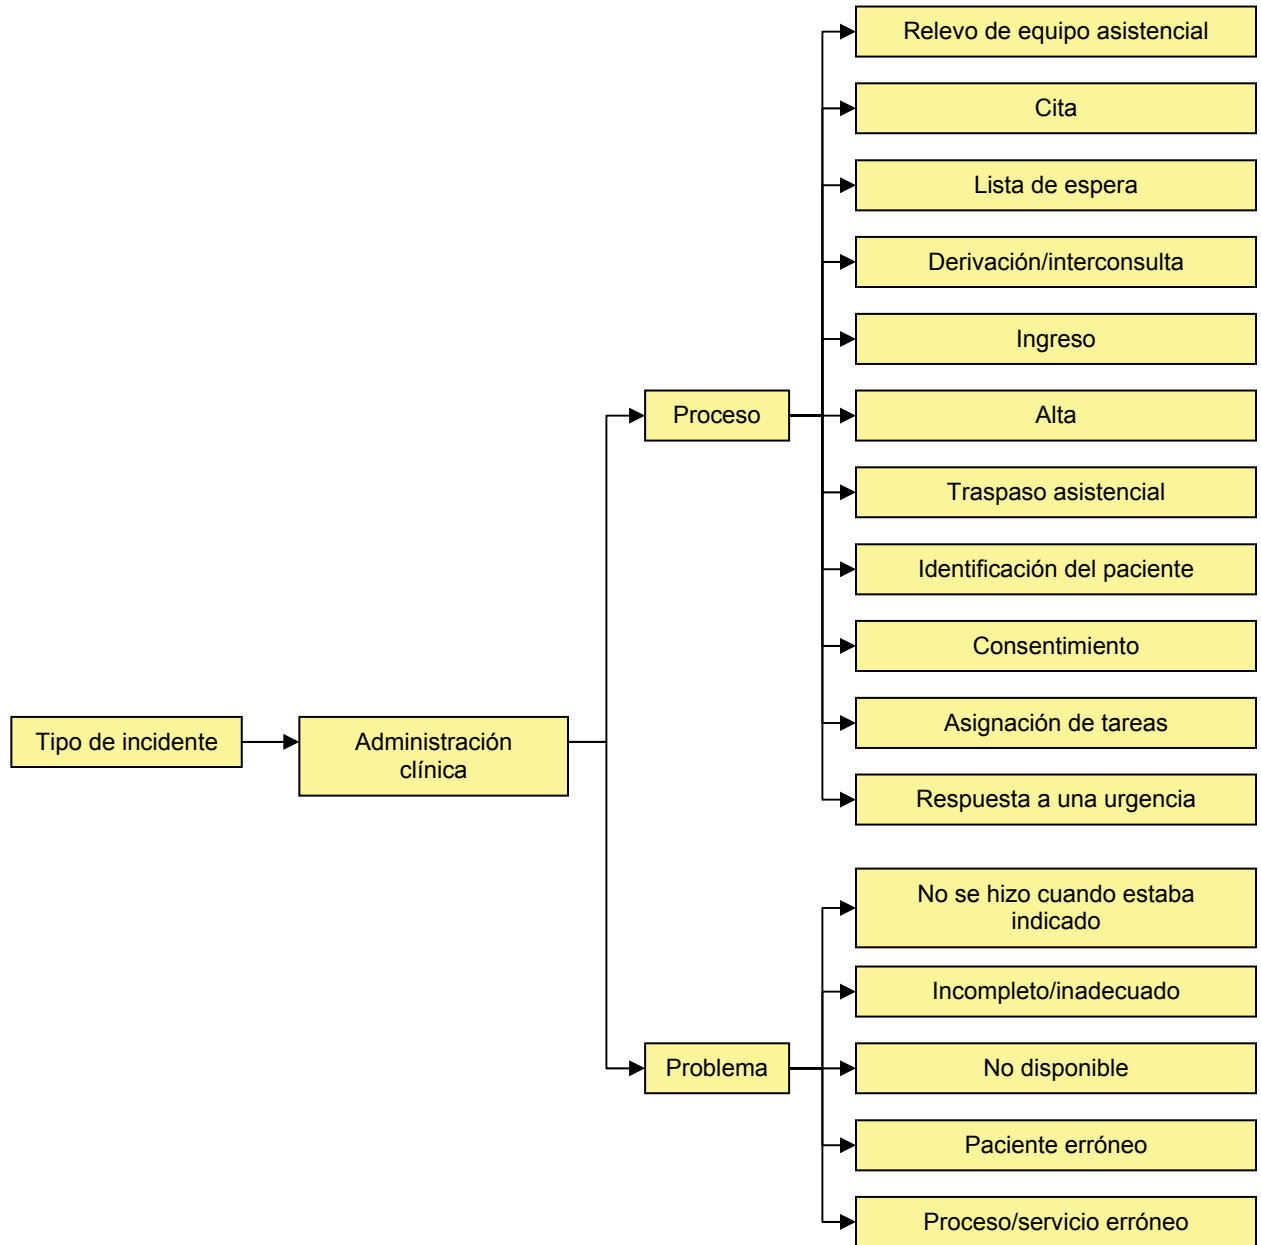 Relevo de equipo asistencial
Cita
Lista de espera
Derivación/interconsulta
Ingreso
Proceso
Alta
Traspaso asistencial
Identificación del paciente
Consentimiento
Tipo de incidente
Administración
clínica
Asignación de tareas
Respuesta a una urgencia
No se hizo cuando estaba
indicado
Incompleto/inadecuado
Problema
No disponible
Paciente erróneo
Proceso/servicio erróneo